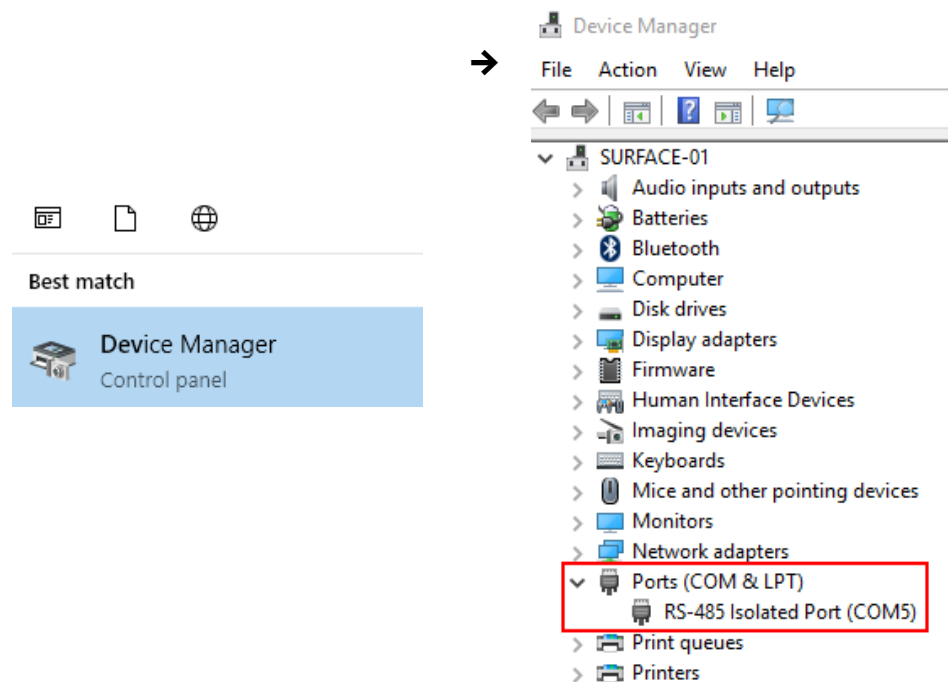 Best match
Device Manager
Control panel
Device Manager
File Action View Help
SURFACE-01
Audio inputs and outputs
Batteries
Bluetooth
Computer
Disk drives
Display adapters
Firmware
Human Interface Devices
Imaging devices
Keyboards
Mice and other pointing devices
Monitors
Network adapters
Ports (COM & LPT)
RS-485 Isolated Port (COM5)
Print queues
Printers